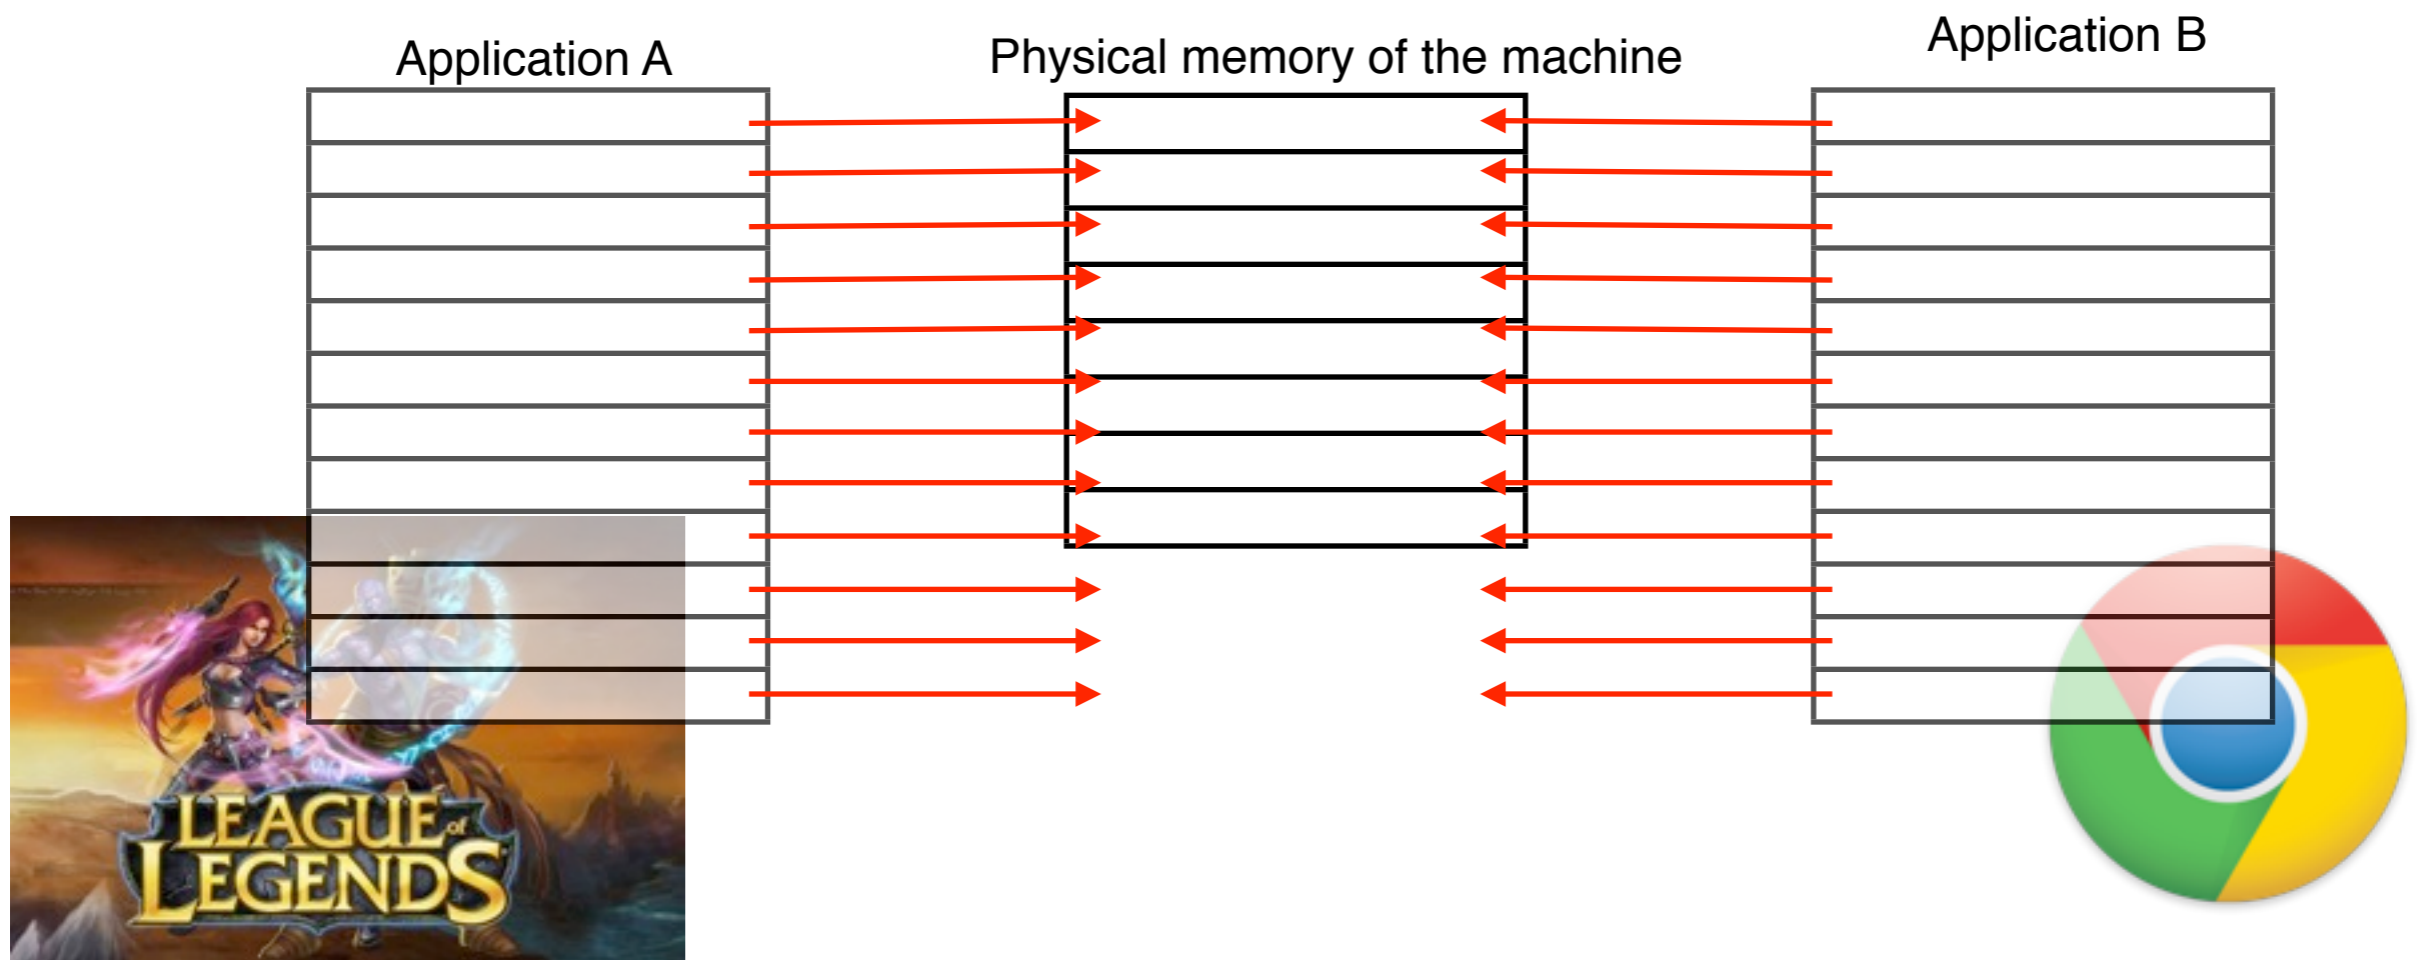 Application A
Physical memory of the machine
Application B
LEAGUE of
LEGENDS